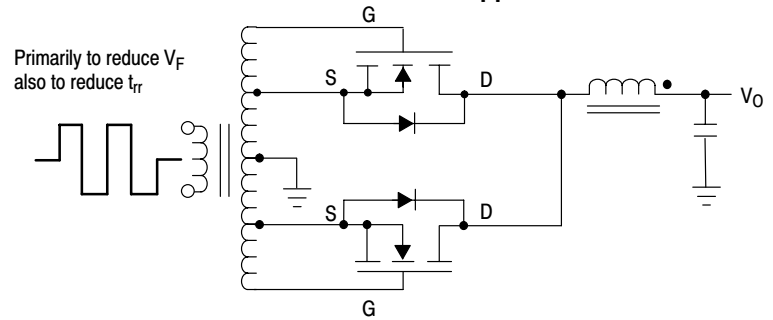 G
Primarily to reduce VF
also to reduce trr
S
D
VO
S
D
G